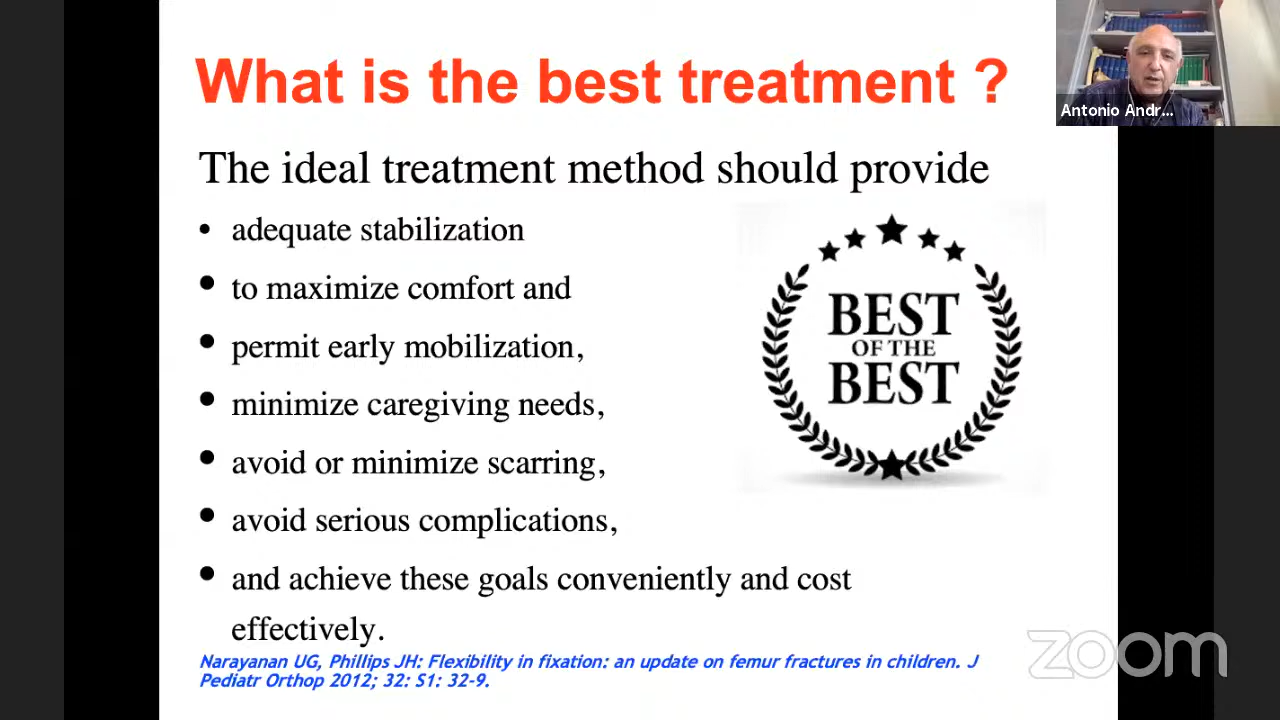 What is the best treatment ?
Antonio Andr...
The ideal treatment method should provide
• adequate stabilization
• to maximize comfort and
• permit early mobilization,
• minimize caregiving needs,
• avoid or minimize scarring,
• avoid serious complications,
• and achieve these goals conveniently and cost
effectively.
BEST
OF THE
BEST
Narayanan UG, Phillips JH: Flexibility in fixation: an update on femur fractures in children. J
Pediatr Orthop 2012; 32: S1: 32-9.
zoom